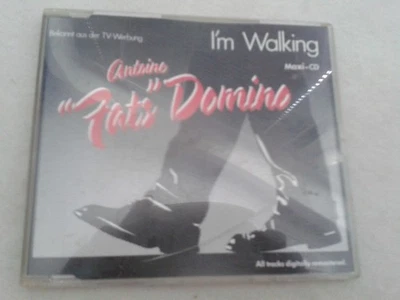 Bekannt aus der TV-Werbung
I'm Walking
Maxi-CD
Antoine
"Fats" Domino
All tracks digitally remastered.